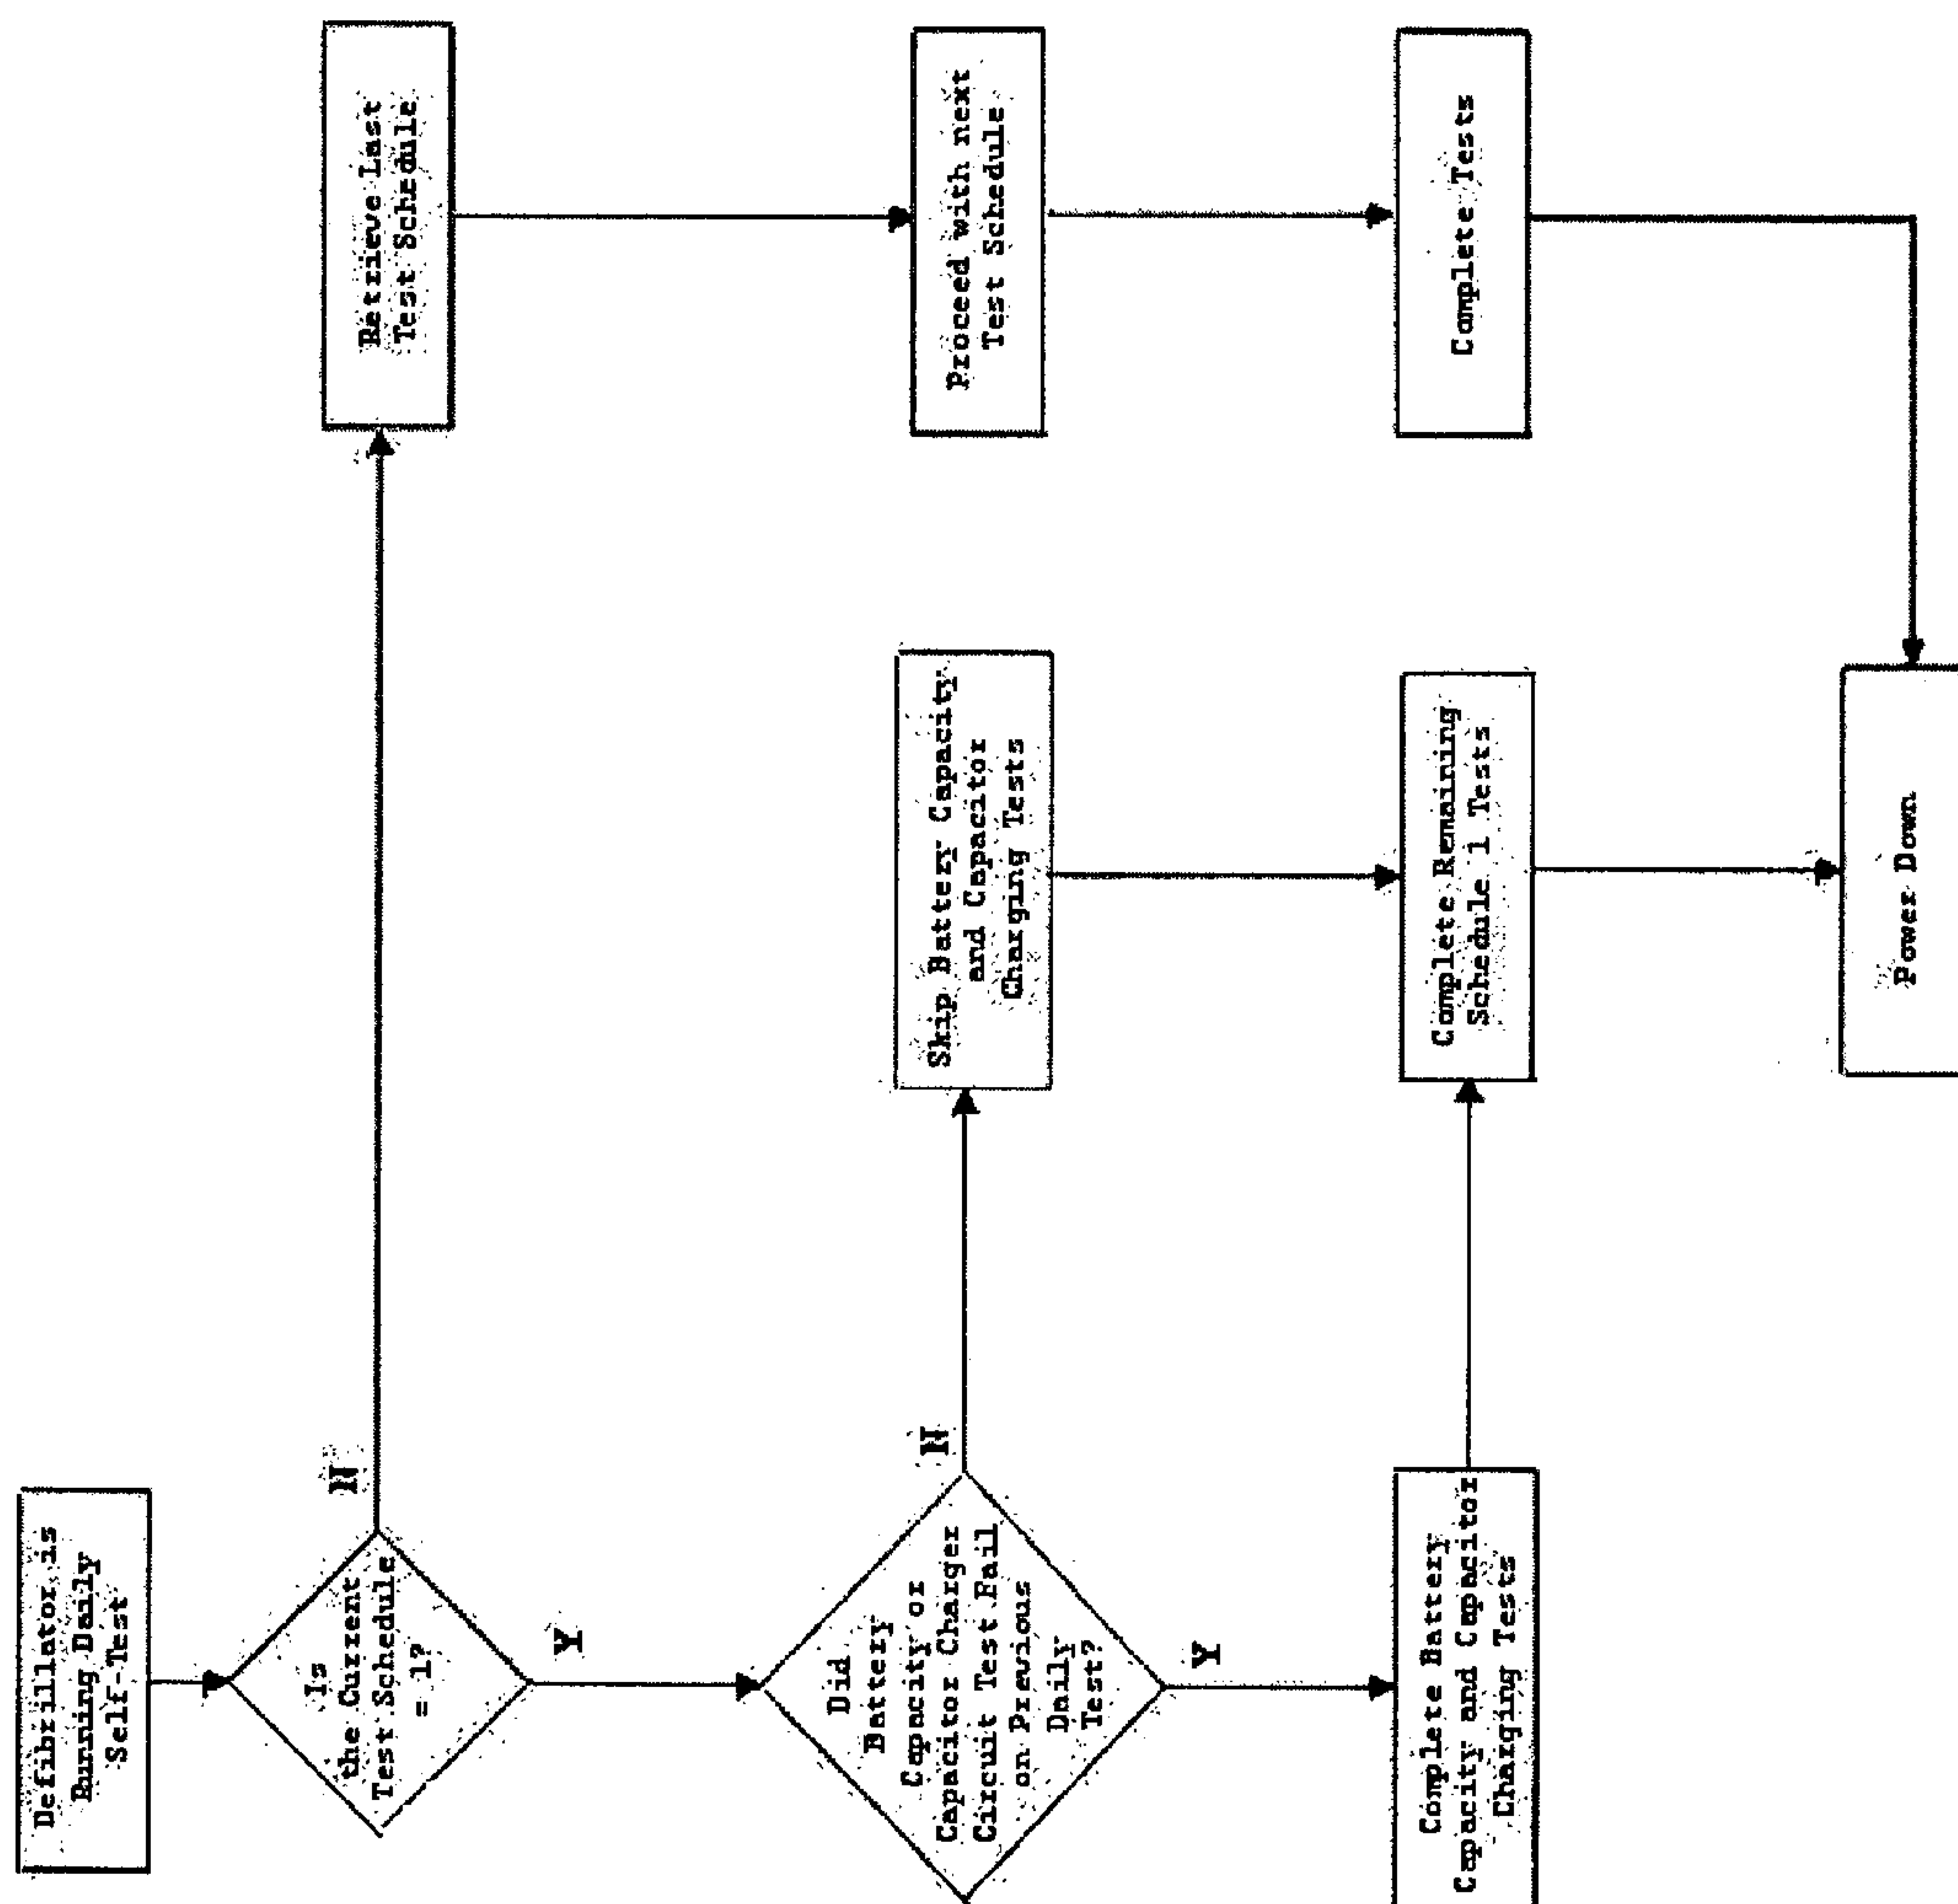 Defibrillator is
Running Daily
Self-Test
Is
the Current
Test Schedule
= 1?
N
Y
Retrieve Last
Test Schedule
Did
Battery
Capacity or
Capacitor Charger
Circuit Test Fail
on Previous
Daily
Test?
N
Y
Skip Battery Capacity
and Capacitor
Charging Tests
Proceed with next
Test Schedule
Complete Battery
Capacity and Capacitor
Charging Tests
Complete Remaining
Schedule 1 Tests
Complete Tests
Power Down